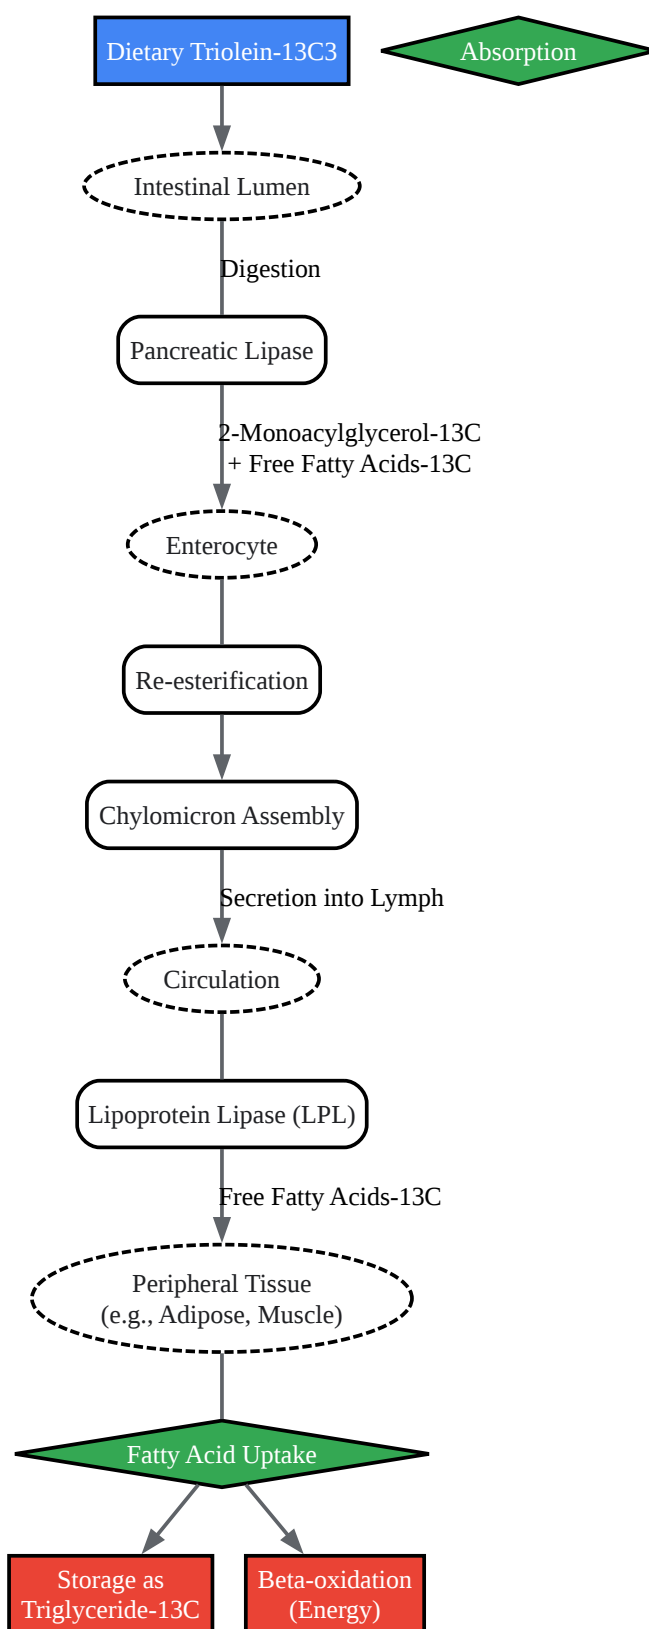 Dietary Triolein-13C3
Absorption
Intestinal Lumen
Digestion
Pancreatic Lipase
2-Monoacylglycerol-13C
+ Free Fatty Acids-13C
Enterocyte
Re-esterification
Chylomicron Assembly
Secretion into Lymph
Circulation
Lipoprotein Lipase (LPL)
Free Fatty Acids-13C
Peripheral Tissue
(e.g., Adipose, Muscle)
Fatty Acid Uptake
Storage as
Triglyceride-13C
Beta-oxidation
(Energy)